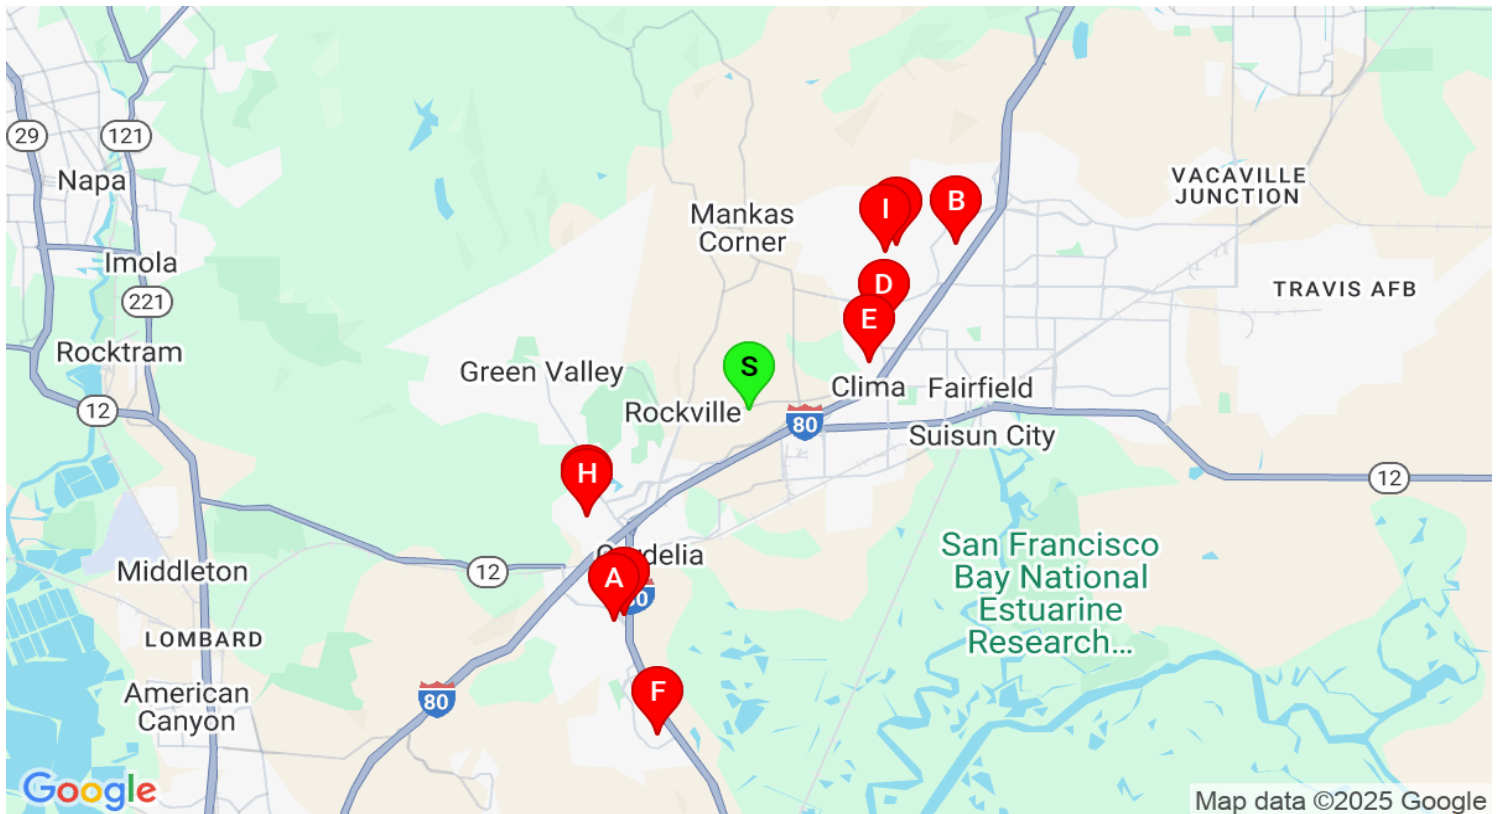 29
121
Napa
Imola
221
Rocktram
12
Mankas
Corner
I
B
VACAVILLE
JUNCTION
TRAVIS AFB
D
E
S
Green Valley
Rockville
Clima
Fairfield
80
Suisun City
12
H
12
Middleton
LOMBARD
American
Canyon
A
80
F
San Francisco
Bay National
Estuarine
Research...
Google
Map data ©2025 Google